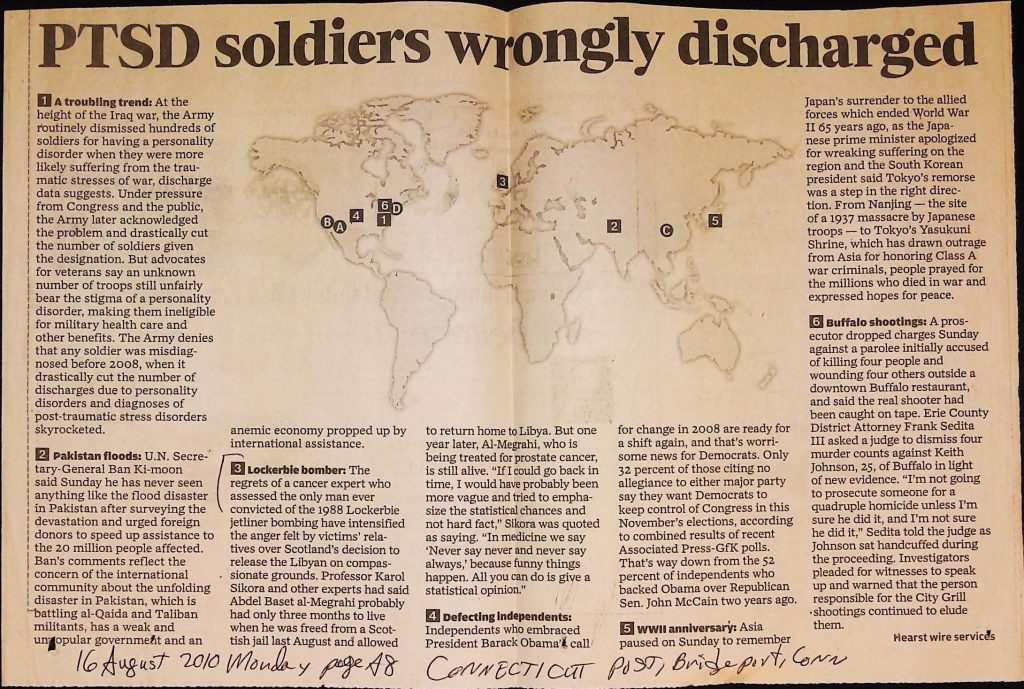 PTSD soldiers wrongly discharged
1 A troubling trend: At the
height of the Iraq war, the Army
routinely dismissed hundreds of
soldiers for having a personality
disorder when they were more
likely suffering from the trau-
matic stresses of war, discharge
data suggests. Under pressure
from Congress and the public,
the Army later acknowledged
the problem and drastically cut
the number of soldiers given
the designation. But advocates
for veterans say an unknown
number of troops still unfairly
bear the stigma of a personality
disorder, making them ineligible
for military health care and
other benefits. The Army denies
that any soldier was misdiag-
nosed before 2008, when it
drastically cut the number of
discharges due to personality
disorders and diagnoses of
post-traumatic stress disorders
skyrocketed.
2 Pakistan floods: U.N. Secre-
tary-General Ban Ki-moon
said Sunday he has never seen
anything like the flood disaster
in Pakistan after surveying the
devastation and urged foreign
donors to speed up assistance to
the 20 million people affected.
Ban's comments reflect the
concern of the international
community about the unfolding
disaster in Pakistan, which is
battling al-Qaida and Taliban
militants, has a weak and
unpopular government and an
B A 4 6 D 1 3 2 C 5
anemic economy propped up by
international assistance.
3 Lockerbie bomber: The
regrets of a cancer expert who
assessed the only man ever
convicted of the 1988 Lockerbie
jetliner bombing have intensified
the anger felt by victims' rela-
tives over Scotland's decision to
release the Libyan on compas-
sionate grounds. Professor Karol
Sikora and other experts had said
Abdel Baset al-Megrahi probably
had only three months to live
when he was freed from a Scot-
tish jail last August and allowed
to return home to Libya. But one
year later, Al-Megrahi, who is
being treated for prostate cancer,
is still alive. "If I could go back in
time, I would have probably been
more vague and tried to empha-
size the statistical chances and
not hard fact," Sikora was quoted
as saying. "In medicine we say
'Never say never and never say
always,' because funny things
happen. All you can do is give a
statistical opinion."
4 Defecting independents:
Independents who embraced
President Barack Obama's call
for change in 2008 are ready for
a shift again, and that's worri-
some news for Democrats. Only
32 percent of those citing no
allegiance to either major party
say they want Democrats to
keep control of Congress in this
November's elections, according
to combined results of recent
Associated Press-GfK polls.
That's way down from the 52
percent of independents who
backed Obama over Republican
Sen. John McCain two years ago.
5 WWII anniversary: Asia
paused on Sunday to remember
Japan's surrender to the allied
forces which ended World War
II 65 years ago, as the Japa-
nese prime minister apologized
for wreaking suffering on the
region and the South Korean
president said Tokyo's remorse
was a step in the right direc-
tion. From Nanjing — the site
of a 1937 massacre by Japanese
troops — to Tokyo's Yasukuni
Shrine, which has drawn outrage
from Asia for honoring Class A
war criminals, people prayed for
the millions who died in war and
expressed hopes for peace.
6 Buffalo shootings: A pros-
ecutor dropped charges Sunday
against a parolee initially accused
of killing four people and
wounding four others outside a
downtown Buffalo restaurant,
and said the real shooter had
been caught on tape. Erie County
District Attorney Frank Sedita
III asked a judge to dismiss four
murder counts against Keith
Johnson, 25, of Buffalo in light
of new evidence. "I'm not going
to prosecute someone for a
quadruple homicide unless I'm
sure he did it, and I'm not sure
he did it," Sedita told the judge as
Johnson sat handcuffed during
the proceeding. Investigators
pleaded for witnesses to speak
up and warned that the person
responsible for the City Grill
shootings continued to elude
them.
Hearst wire services
16 August 2010 Monday page A8 CONNECTICUT POST, Bridgeport, Conn